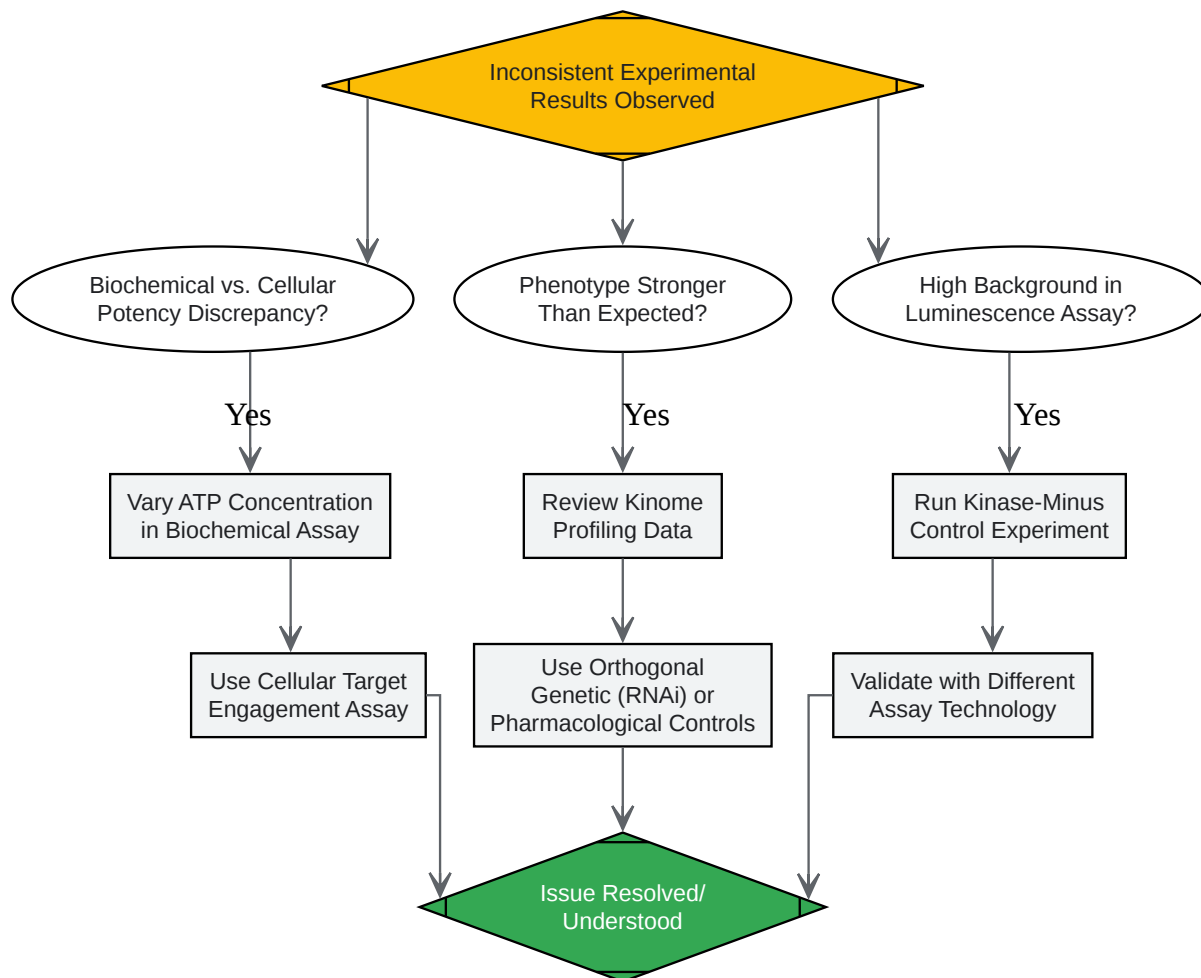 Inconsistent Experimental
Results Observed
Biochemical vs. Cellular
Potency Discrepancy?
Phenotype Stronger
Than Expected?
High Background in
Luminescence Assay?
Yes
Yes
Yes
Vary ATP Concentration
in Biochemical Assay
Review Kinome
Profiling Data
Run Kinase-Minus
Control Experiment
Use Cellular Target
Engagement Assay
Use Orthogonal
Genetic (RNAi) or
Pharmacological Controls
Validate with Different
Assay Technology
Issue Resolved/
Understood